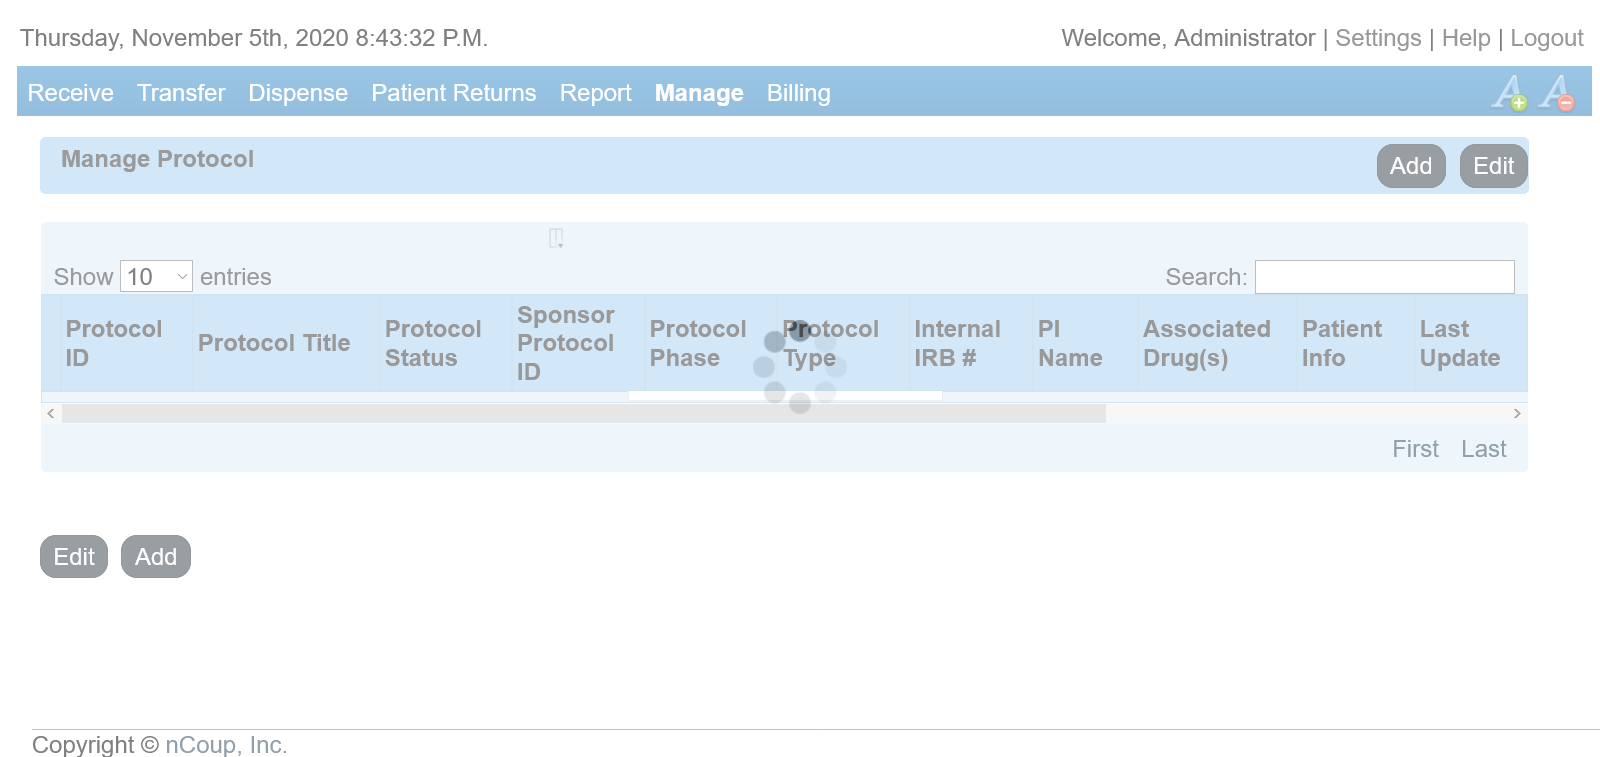 Thursday, November 5th, 2020 8:43:32 P.M.
Welcome, Administrator | Settings | Help | Logout
Receive Transfer Dispense Patient Returns Report Manage Billing
Manage Protocol
Add Edit
Show 10 entries
Search:
Protocol ID
Protocol Title
Protocol Status
Sponsor Protocol ID
Protocol Phase
Protocol Type
Internal IRB #
PI Name
Associated Drug(s)
Patient Info
Last Update
First Last
Edit Add
Copyright © nCoup, Inc.